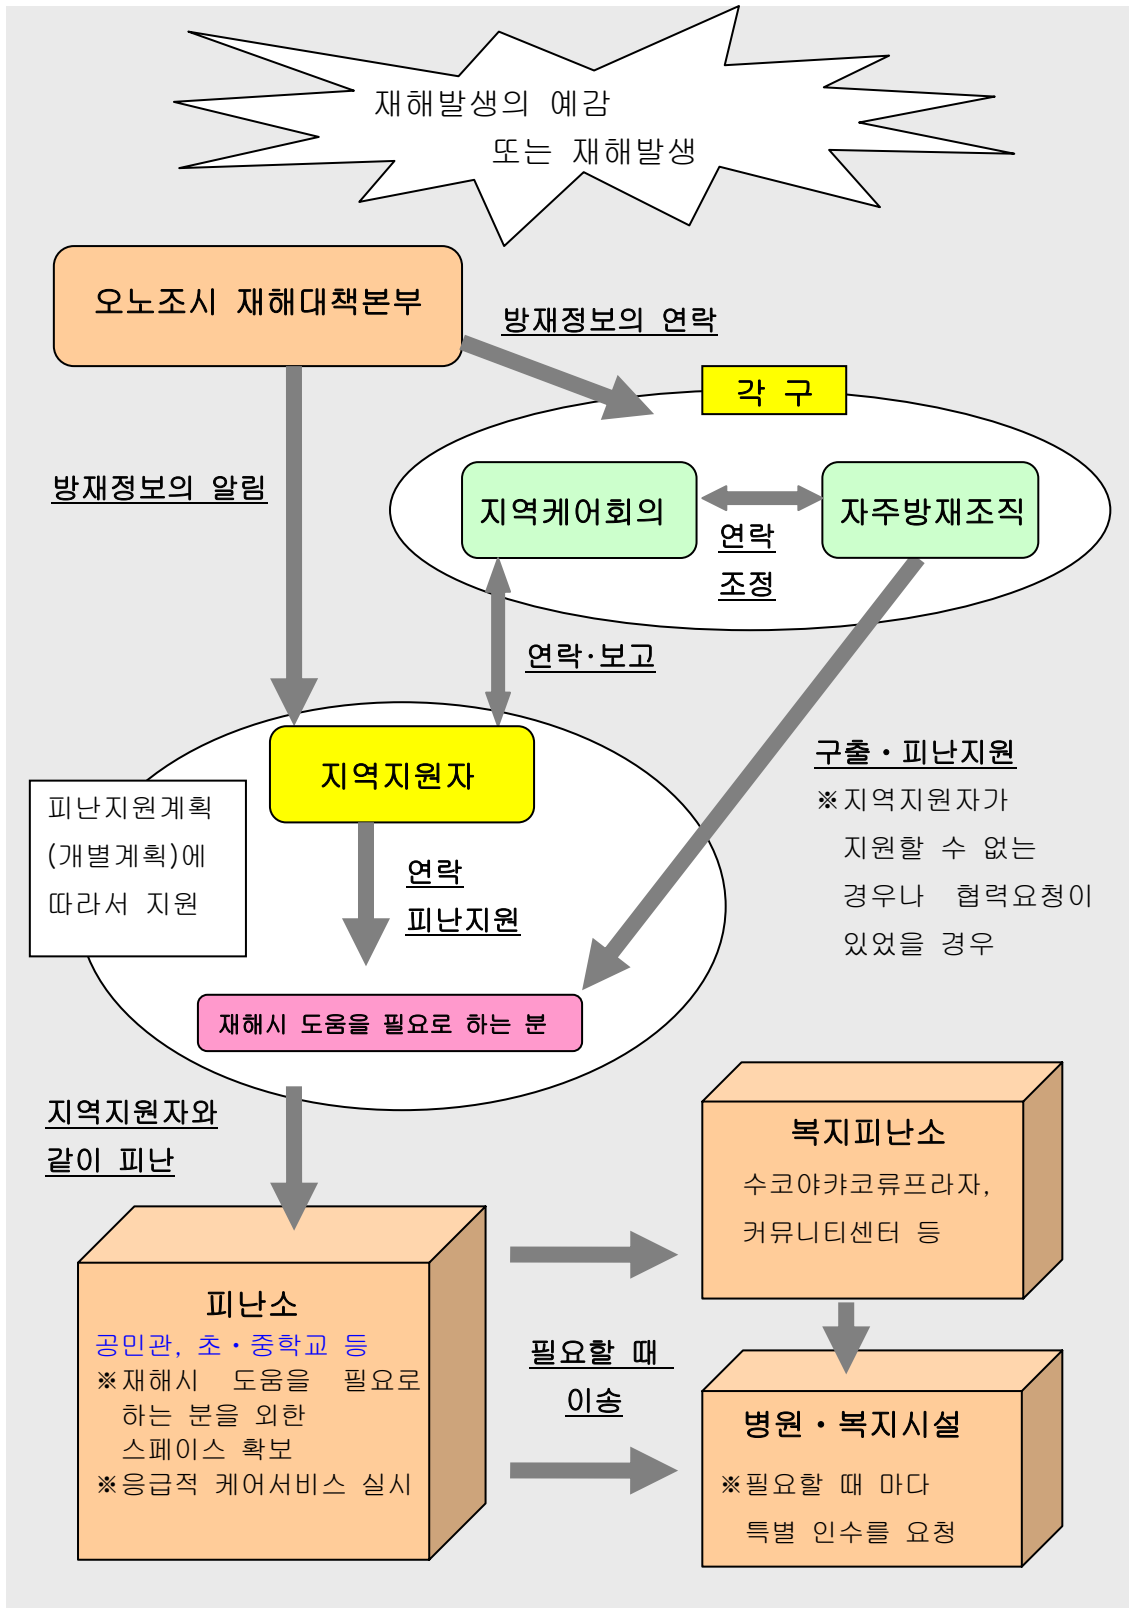 재해발생의 예감
또는 재해발생
오노조시 재해대책본부
방재정보의 연락
각 구
방재정보의 알림
지역케어회의
자주방재조직
연락
조정
연락·보고
지역지원자
구출・피난지원
※지역지원자가
지원할 수 없는
경우나 협력요청이
있었을 경우
피난지원계획
(개별계획)에
따라서 지원
연락
피난지원
재해시 도움을 필요로 하는 분
지역지원자와
같이 피난
복지피난소
수코야캬코류프라자,
커뮤니티센터 등
피난소
공민관, 초・중학교 등
※재해시 도움을 필요로
하는 분을 외한
스페이스 확보
※응급적 케어서비스 실시
필요할 때
이송
병원・복지시설
※필요할 때 마다
특별 인수를 요청